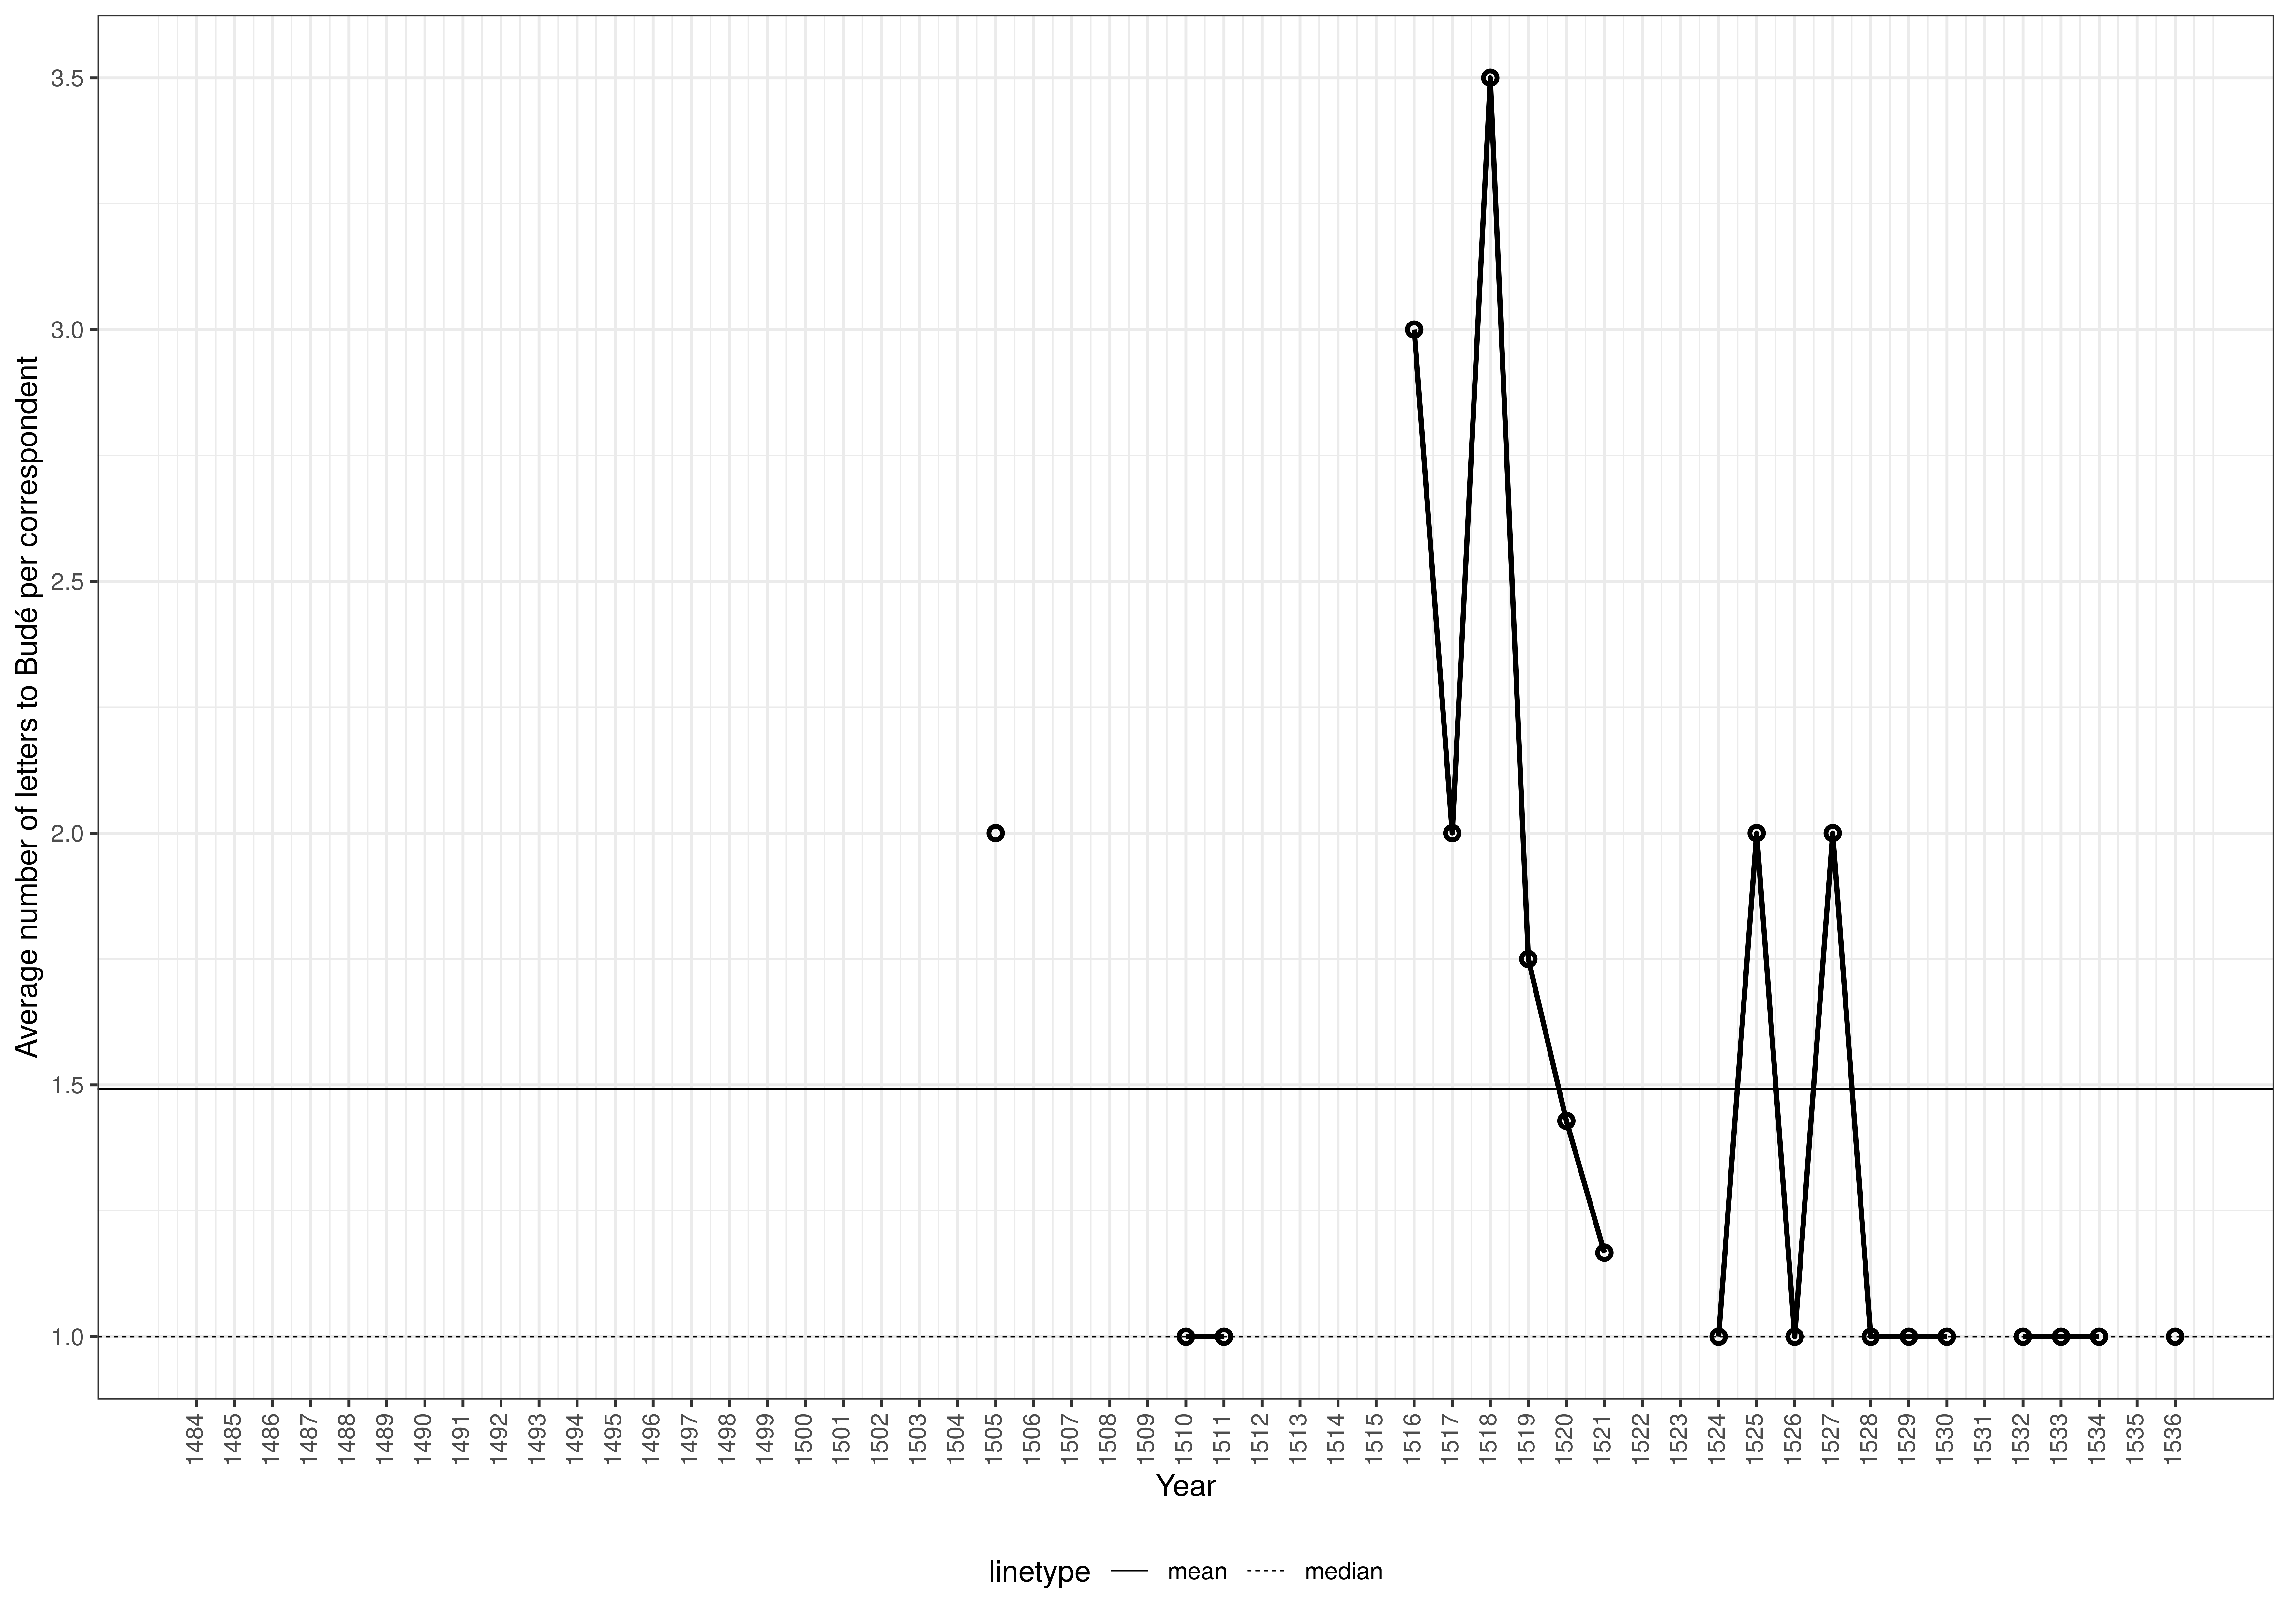 Average number of letters to Budé per correspondent
3.5
3.0
2.5
2.0
1.5
1.0
1484 1485 1486 1487 1488 1489 1490 1491 1492 1493 1494 1495 1496 1497 1498 1499 1500 1501 1502 1503 1504 1505 1506 1507 1508 1509 1510 1511 1512 1513 1514 1515 1516 1517 1518 1519 1520 1521 1522 1523 1524 1525 1526 1527 1528 1529 1530 1531 1532 1533 1534 1535 1536
Year
linetype mean median